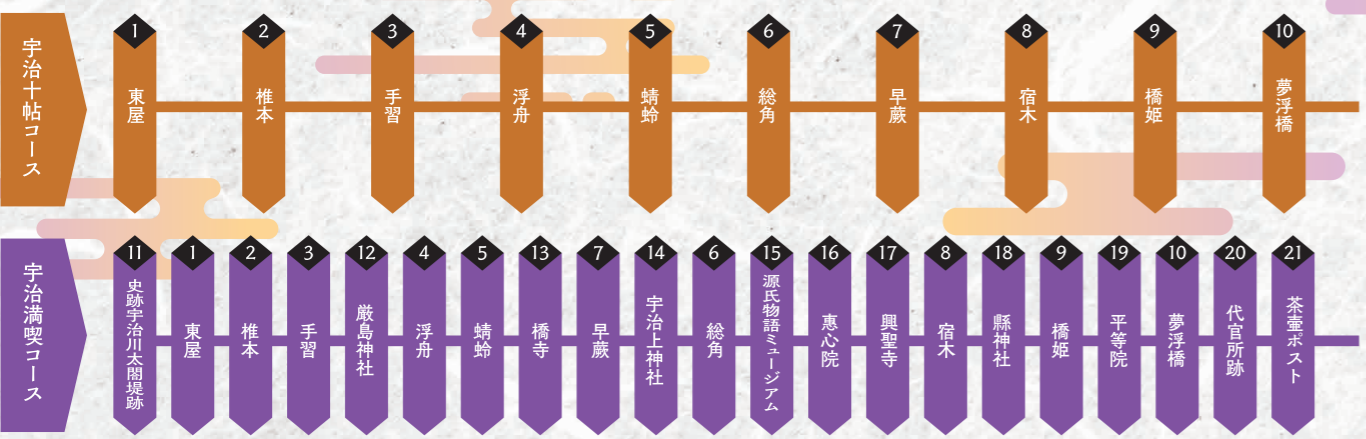 宇治十帖コース
1
東屋
2
椎本
3
手習
4
浮舟
5
蜻蛉
6
総角
7
早蕨
8
宿木
9
橋姫
10
夢浮橋
宇治満喫コース
11
史跡宇治川太閤堤跡
1
東屋
2
椎本
3
手習
12
厳島神社
4
浮舟
5
蜻蛉
13
橋寺
7
早蕨
14
宇治上神社
6
総角
15
源氏物語ミュージアム
16
恵心院
17
興聖寺
8
宿木
18
縣神社
9
橋姫
19
平等院
10
夢浮橋
20
代官所跡
21
茶壷ポスト